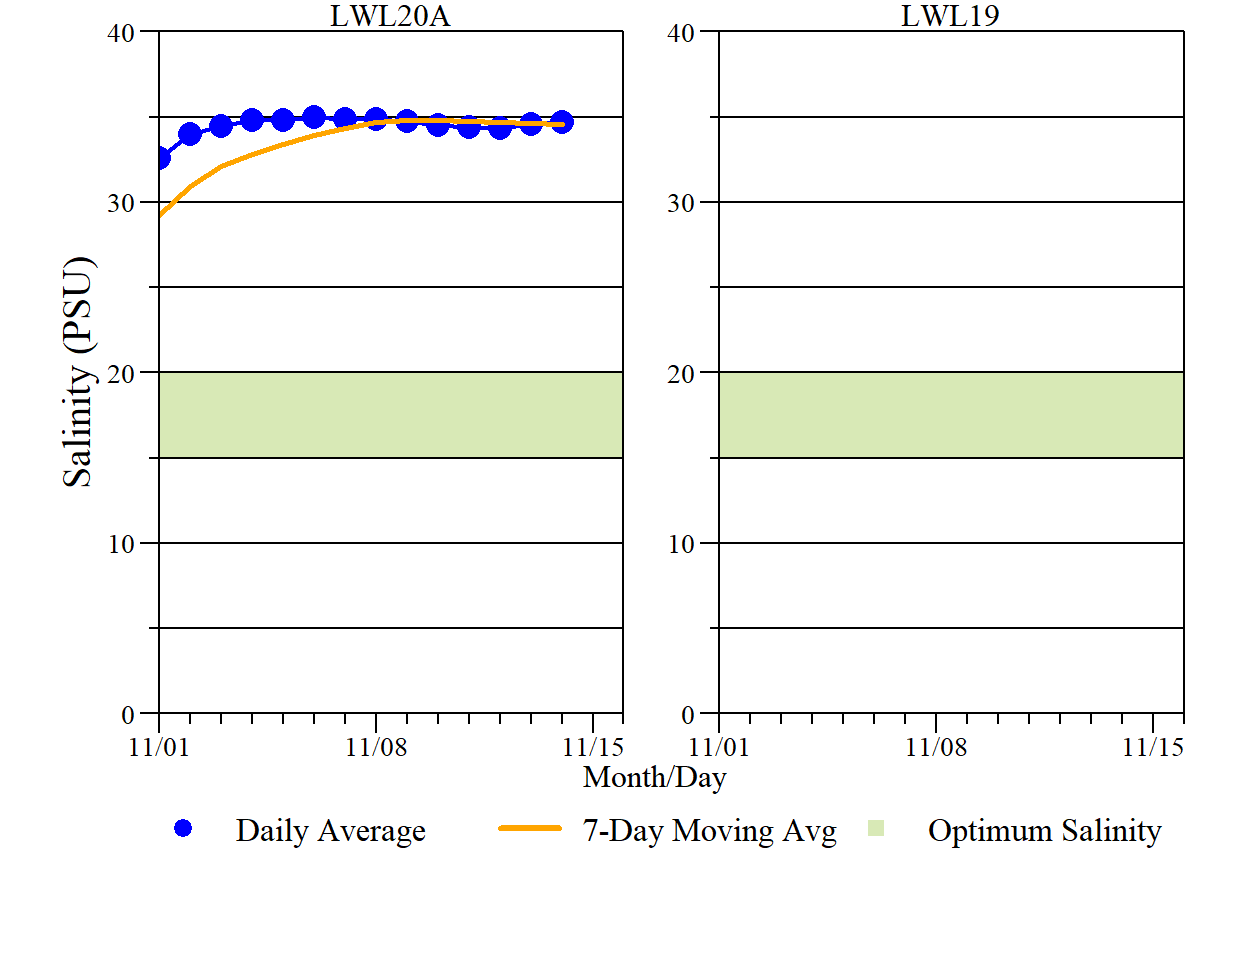 LWL20A
LWL19
40
30
20
10
0
40
30
20
10
0
Salinity (PSU)
11/01
11/08
11/15
11/01
11/08
11/15
Month/Day
Daily Average
7-Day Moving Avg
Optimum Salinity